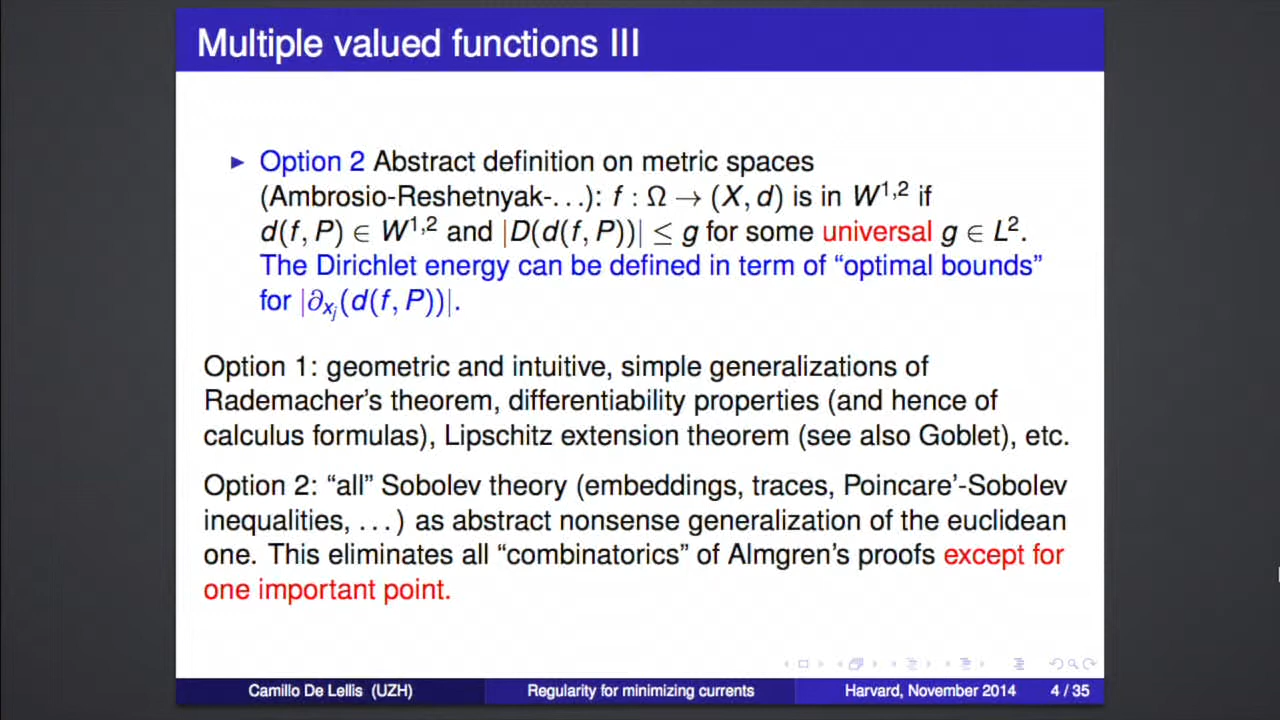 Multiple valued functions III
▶ Option 2 Abstract definition on metric spaces
(Ambrosio-Reshetnyak-...): f : Ω → (X, d) is in W^{1,2} if
d(f, P) ∈ W^{1,2} and |D(d(f, P))| ≤ g for some universal g ∈ L².
The Dirichlet energy can be defined in term of “optimal bounds”
for |∂_{x_j}(d(f, P))|.
Option 1: geometric and intuitive, simple generalizations of
Rademacher’s theorem, differentiability properties (and hence of
calculus formulas), Lipschitz extension theorem (see also Goblet), etc.
Option 2: “all” Sobolev theory (embeddings, traces, Poincare’-Sobolev
inequalities, ...) as abstract nonsense generalization of the euclidean
one. This eliminates all “combinatorics” of Almgren’s proofs except for
one important point.
Camillo De Lellis (UZH) Regularity for minimizing currents Harvard, November 2014 4 / 35